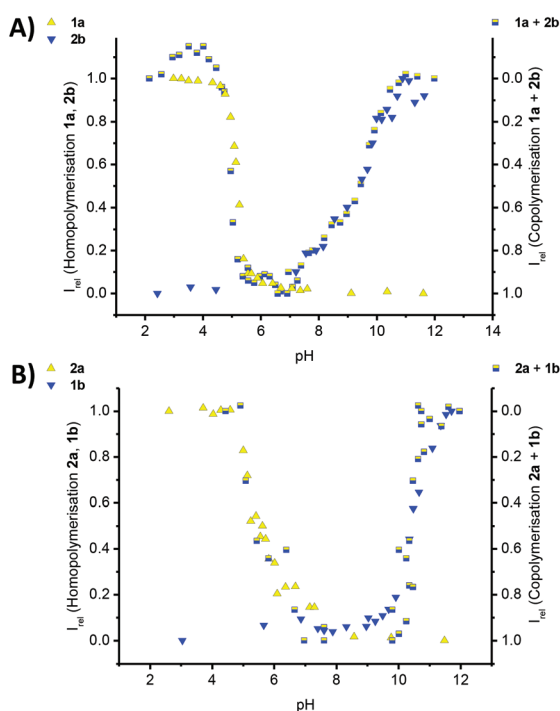 A)
1a
2b
1a + 2b
I_rel (Homopolymerisation 1a, 2b)
1.0
0.8
0.6
0.4
0.2
0.0
0.0
0.2
0.4
0.6
0.8
1.0
I_rel (Copolymerisation 1a + 2b)
2 4 6 8 10 12 14
pH
B)
2a
1b
2a + 1b
I_rel (Homopolymerisation 2a, 1b)
1.0
0.8
0.6
0.4
0.2
0.0
0.0
0.2
0.4
0.6
0.8
1.0
I_rel (Copolymerisation 2a + 1b)
2 4 6 8 10 12
pH